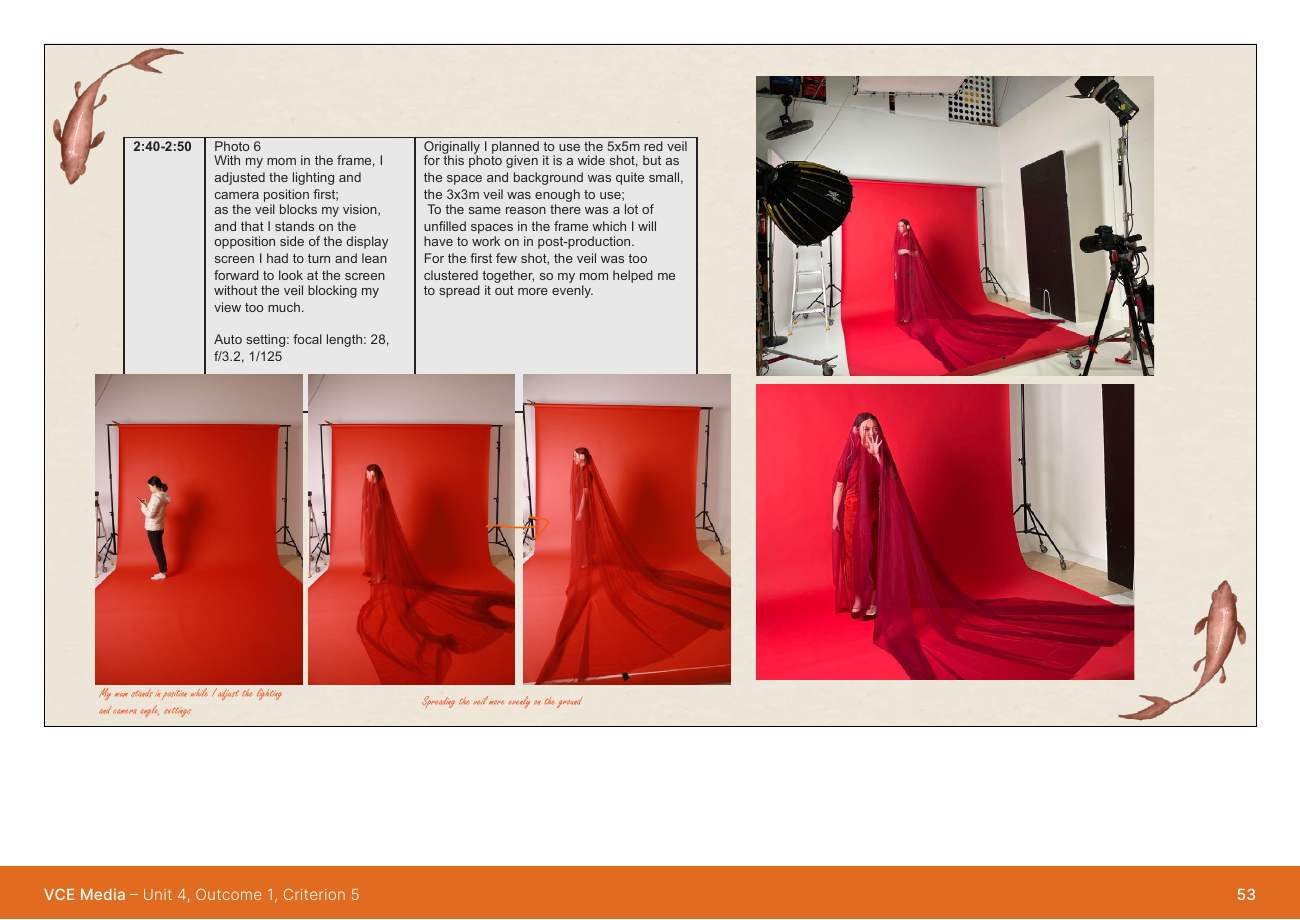 2:40-2:50
Photo 6
With my mom in the frame, I
adjusted the lighting and
camera position first;
as the veil blocks my vision,
and that I stands on the
opposition side of the display
screen I had to turn and lean
forward to look at the screen
without the veil blocking my
view too much.
Auto setting: focal length: 28,
f/3.2, 1/125
Originally I planned to use the 5x5m red veil
for this photo given it is a wide shot, but as
the space and background was quite small,
the 3x3m veil was enough to use;
To the same reason there was a lot of
unfilled spaces in the frame which I will
have to work on in post-production.
For the first few shot, the veil was too
clustered together, so my mom helped me
to spread it out more evenly.
My mum stands in position while I adjust the lighting
and camera angle, settings
Spreading the veil more evenly on the ground
VCE Media – Unit 4, Outcome 1, Criterion 5
53